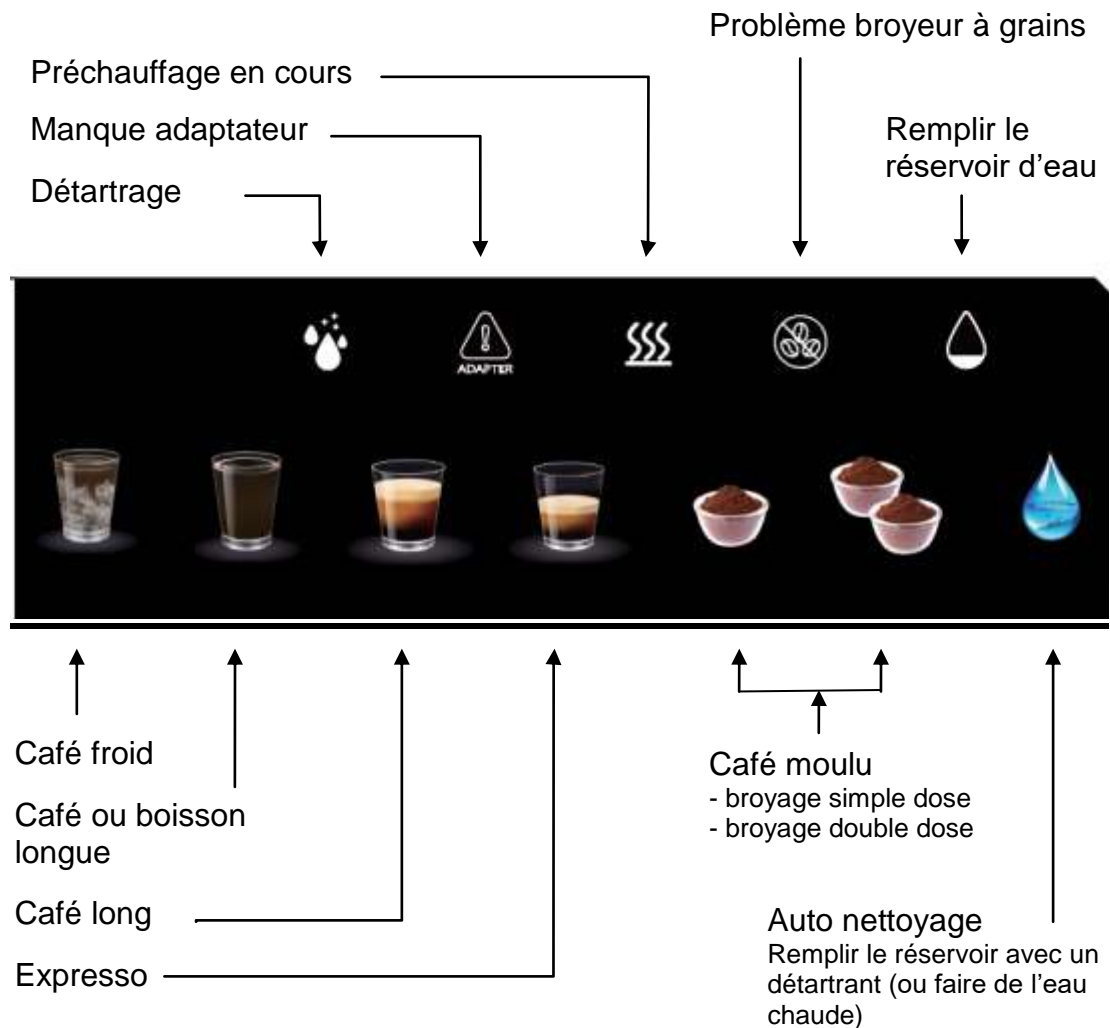 Problème broyeur à grains
Préchauffage en cours
Manque adaptateur
Remplir le
réservoir d’eau
Détartrage
ADAPTER
Café froid
Café ou boisson
longue
Café long
Expresso
Café moulu
- broyage simple dose
- broyage double dose
Auto nettoyage
Remplir le réservoir avec un
détartrant (ou faire de l’eau
chaude)